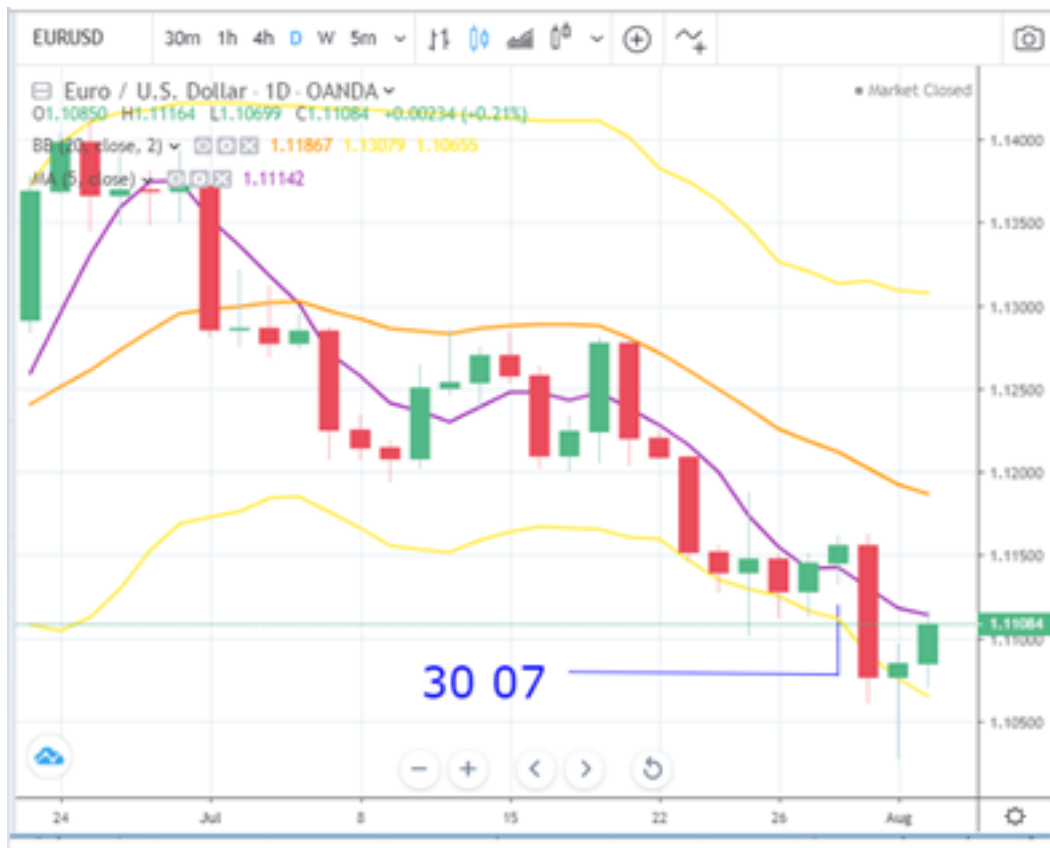 EURUSD 30m 1h 4h D W 5m
Euro / U.S. Dollar · 1D · OANDA
Market Closed
O1.10850 H1.11164 L1.10699 C1.11084 +0.00234 (+0.21%)
BB (20, close, 2) 1.11867 1.13079 1.10655
MA (5, close) 1.11142
1.14000
1.13500
1.13000
1.12500
1.12000
1.11500
1.11084
1.11000
1.10500
30 07
24 Jul 8 15 22 26 Aug